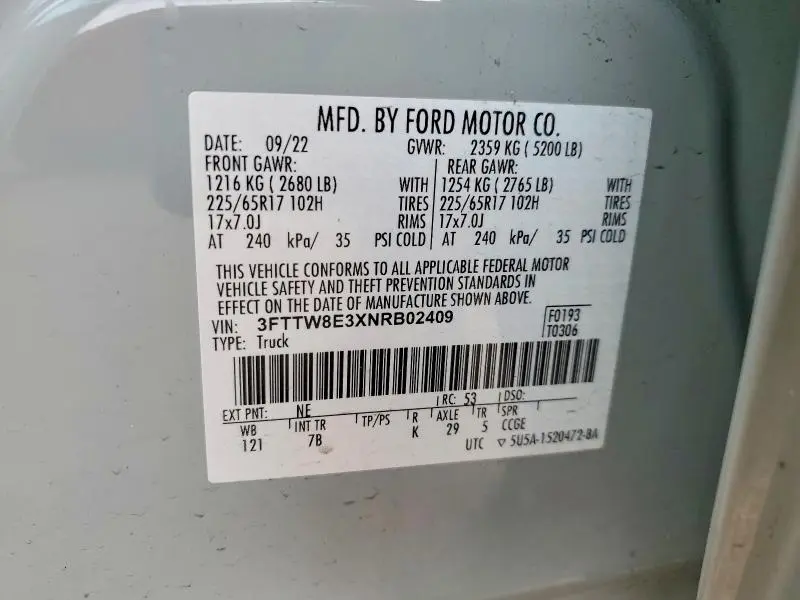 MFD. BY FORD MOTOR CO.
DATE: 09/22 GVWR: 2359 KG ( 5200 LB)
FRONT GAWR: REAR GAWR:
1216 KG ( 2680 LB) WITH 1254 KG ( 2765 LB) WITH
225/65R17 102H TIRES 225/65R17 102H TIRES
17x7.0J RIMS 17x7.0J RIMS
AT 240 kPa/ 35 PSI COLD AT 240 kPa/ 35 PSI COLD
THIS VEHICLE CONFORMS TO ALL APPLICABLE FEDERAL MOTOR
VEHICLE SAFETY AND THEFT PREVENTION STANDARDS IN
EFFECT ON THE DATE OF MANUFACTURE SHOWN ABOVE.
VIN: 3FTTW8E3XNRB02409 F0193
TYPE: Truck T0306
EXT PNT: NE RC: 53 DSO:
WB INT TR TP/PS R AXLE TR SPR
121 7B K 29 5 CCGE
UTC ▽ 5U5A-1520472-BA